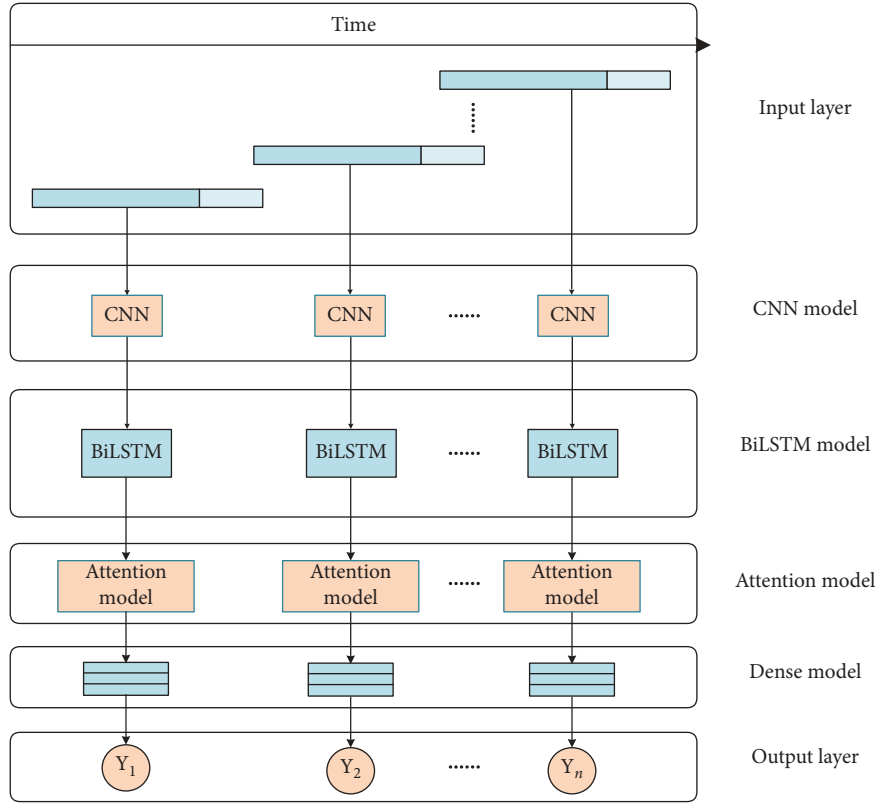 Time
Input layer
CNN CNN ...... CNN
CNN model
BiLSTM BiLSTM ...... BiLSTM
BiLSTM model
Attention model Attention model ...... Attention model
Attention model
Dense model
Y₁ Y₂ ...... Yₙ
Output layer